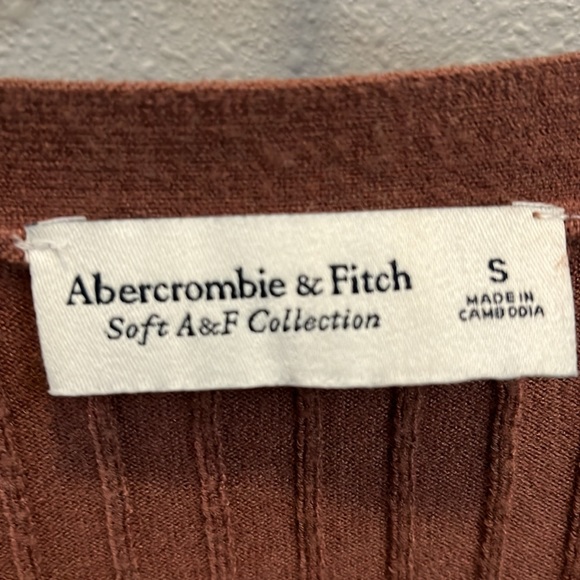 Abercrombie & Fitch
Soft A&F Collection
S
MADE IN
CAMBODIA